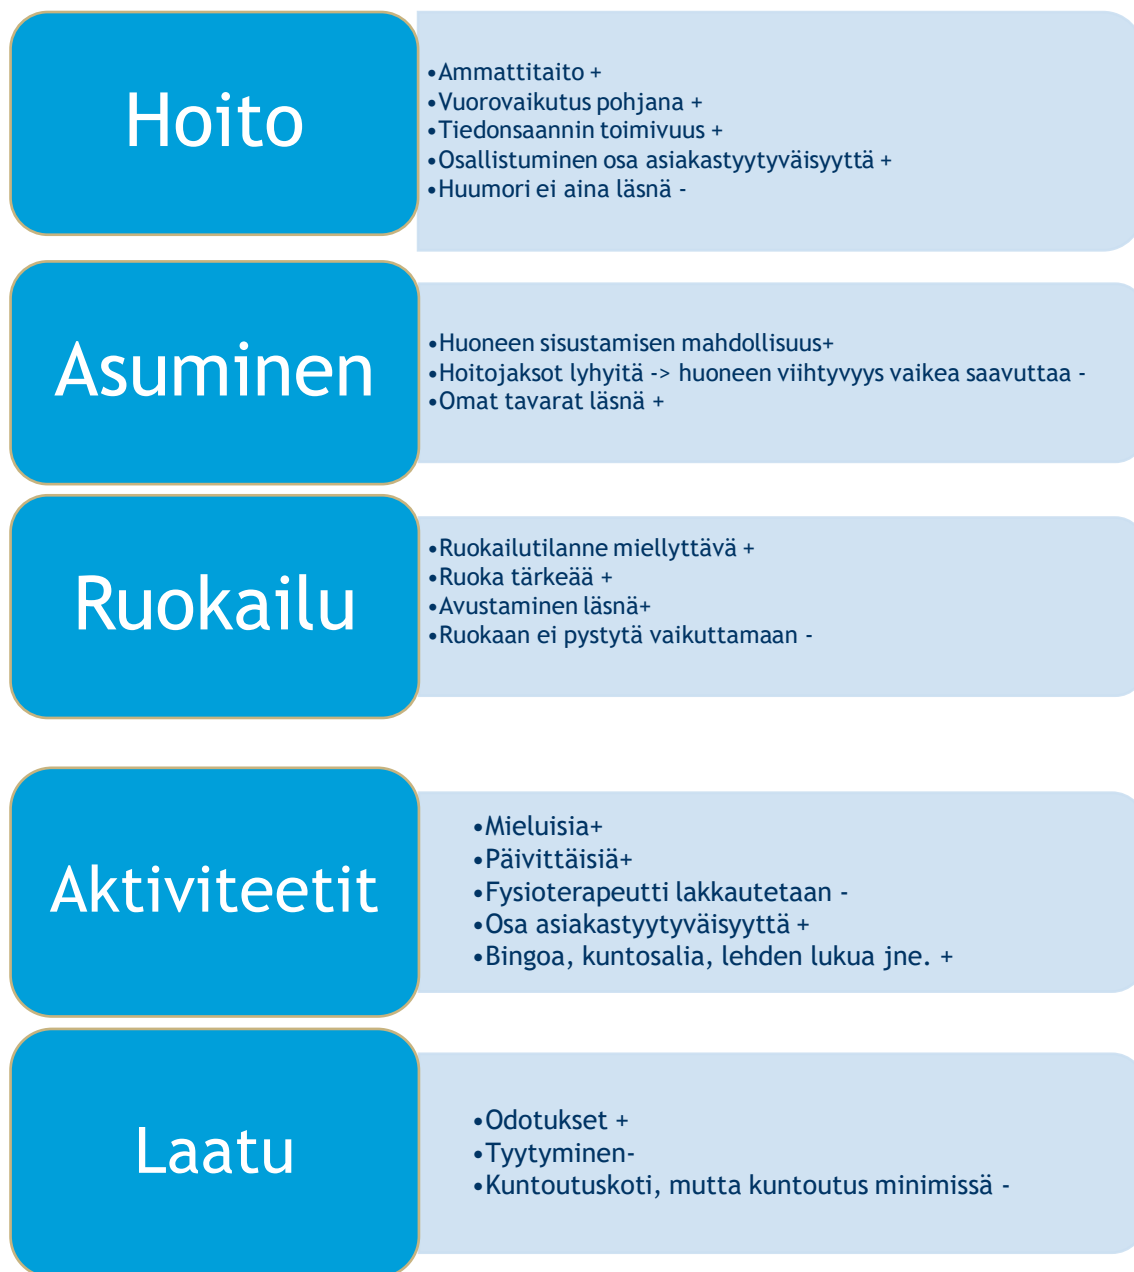 Hoito
•Ammattitaito +
•Vuorovaikutus pohjana +
•Tiedonsaannin toimivuus +
•Osallistuminen osa asiakastyytyväisyyttä +
•Huumori ei aina läsnä -
Asuminen
•Huoneen sisustamisen mahdollisuus+
•Hoitojaksot lyhyitä -> huoneen viihtyvyys vaikea saavuttaa -
•Omat tavarat läsnä +
Ruokailu
•Ruokailutilanne miellyttävä +
•Ruoka tärkeää +
•Avustaminen läsnä+
•Ruokaan ei pystytä vaikuttamaan -
Aktiviteetit
•Mieluisia+
•Päivittäisiä+
•Fysioterapeutti lakkautetaan -
•Osa asiakastyytyväisyyttä +
•Bingoa, kuntosalia, lehden lukua jne. +
Laatu
•Odotukset +
•Tyytyminen-
•Kuntoutuskoti, mutta kuntoutus minimissä -